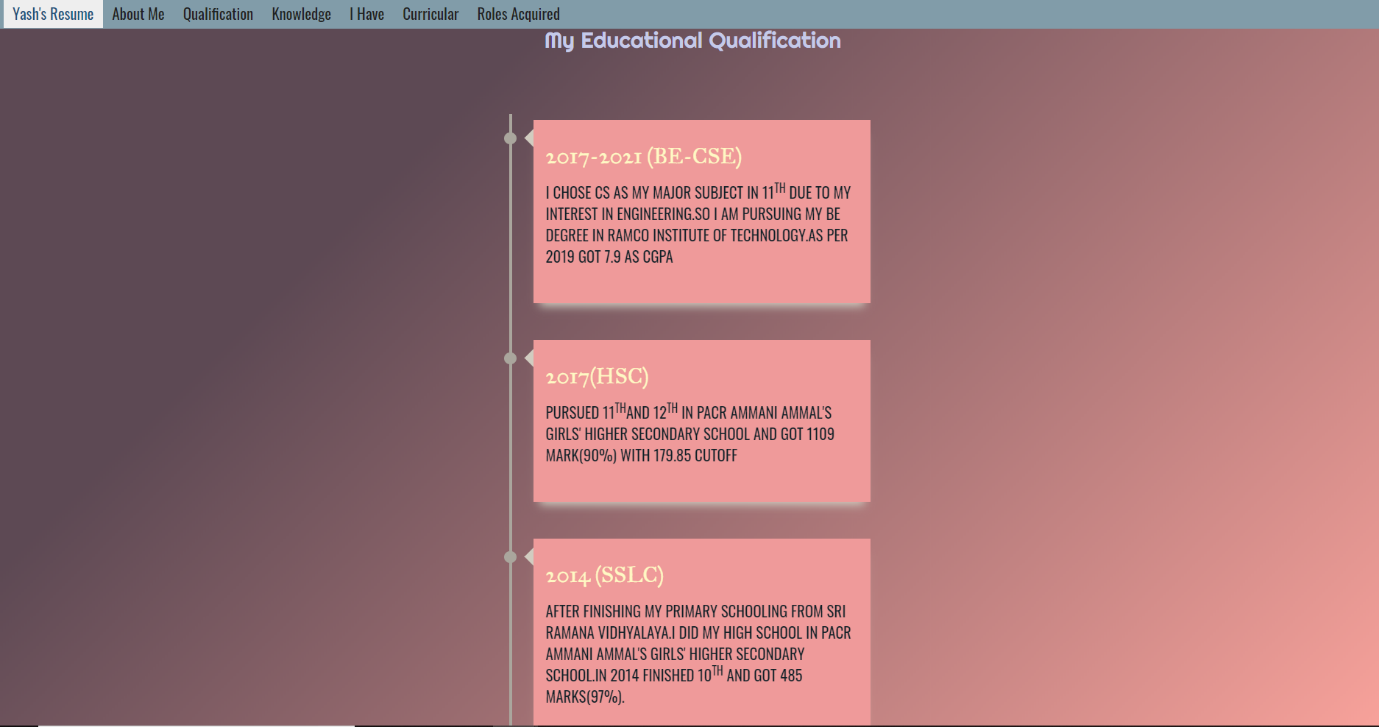 Yash's Resume About Me Qualification Knowledge I Have Curricular Roles Acquired
My Educational Qualification
2017-2021 (BE-CSE)
I CHOSE CS AS MY MAJOR SUBJECT IN 11TH DUE TO MY
INTEREST IN ENGINEERING.SO I AM PURSUING MY BE
DEGREE IN RAMCO INSTITUTE OF TECHNOLOGY.AS PER
2019 GOT 7.9 AS CGPA
2017(HSC)
PURSUED 11THAND 12TH IN PACR AMMANI AMMAL'S
GIRLS' HIGHER SECONDARY SCHOOL AND GOT 1109
MARK(90%) WITH 179.85 CUTOFF
2014 (SSLC)
AFTER FINISHING MY PRIMARY SCHOOLING FROM SRI
RAMANA VIDHYALAYA.I DID MY HIGH SCHOOL IN PACR
AMMANI AMMAL'S GIRLS' HIGHER SECONDARY
SCHOOL.IN 2014 FINISHED 10TH AND GOT 485
MARKS(97%).